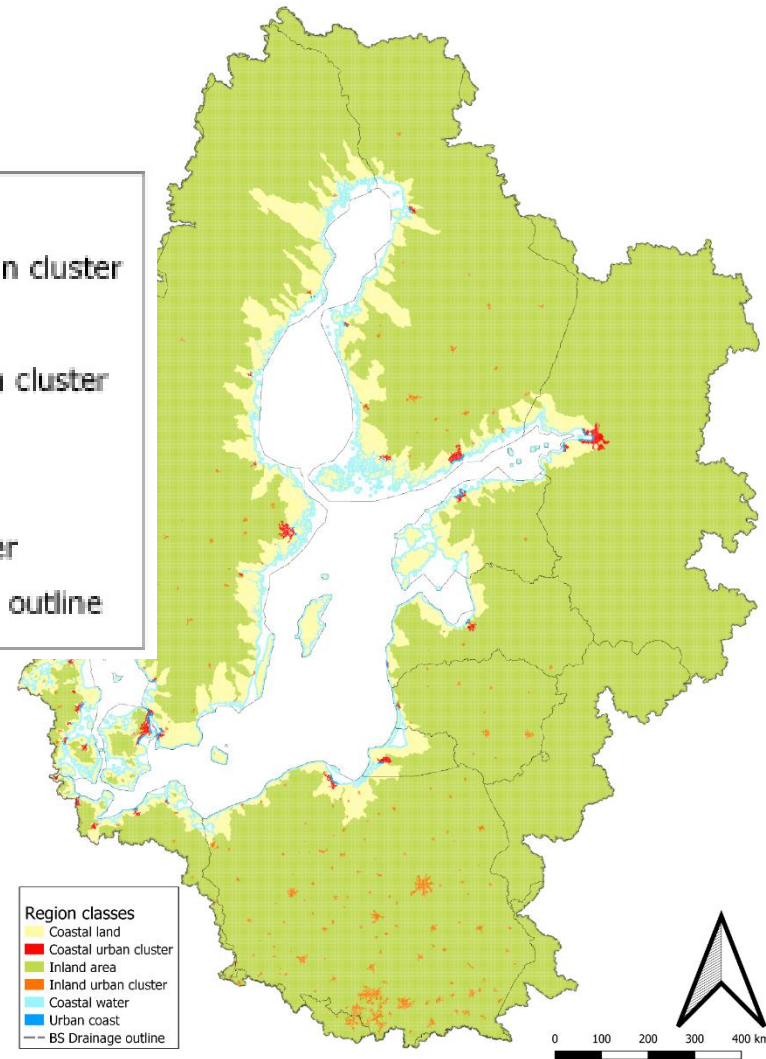 n cluster
cluster
er
outline
Region classes
Coastal land
Coastal urban cluster
Inland area
Inland urban cluster
Coastal water
Urban coast
BS Drainage outline
0 100 200 300 400 km